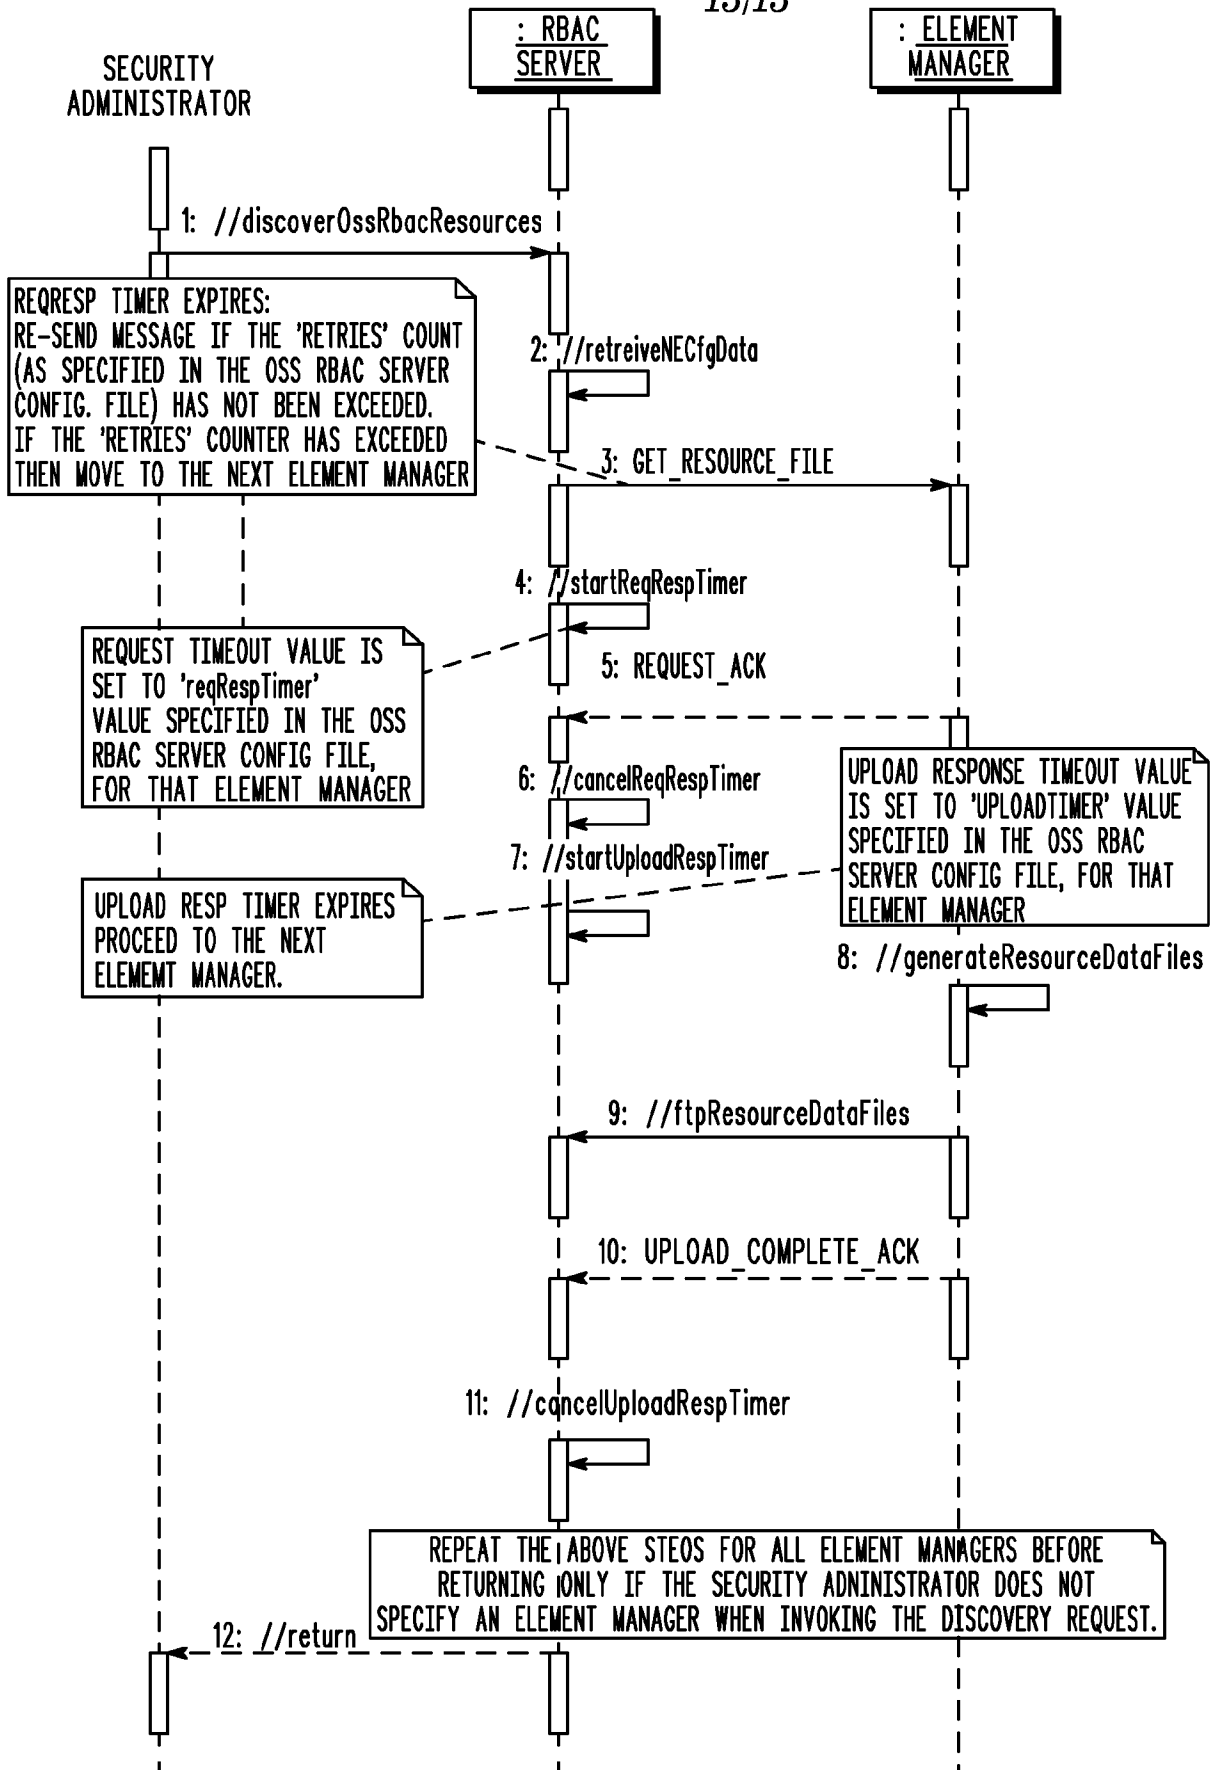 13/13
: RBAC
SERVER
: ELEMENT
MANAGER
SECURITY
ADMINISTRATOR
1: //discoverOssRbacResources
REQRESP TIMER EXPIRES:
RE-SEND MESSAGE IF THE 'RETRIES' COUNT
(AS SPECIFIED IN THE OSS RBAC SERVER
CONFIG. FILE) HAS NOT BEEN EXCEEDED.
IF THE 'RETRIES' COUNTER HAS EXCEEDED
THEN MOVE TO THE NEXT ELEMENT MANAGER
2: //retreiveNECfgData
3: GET_RESOURCE_FILE
4: //startReqRespTimer
REQUEST TIMEOUT VALUE IS
SET TO 'reqRespTimer'
VALUE SPECIFIED IN THE OSS
RBAC SERVER CONFIG FILE,
FOR THAT ELEMENT MANAGER
5: REQUEST_ACK
6: //cancelReqRespTimer
UPLOAD RESPONSE TIMEOUT VALUE
IS SET TO 'UPLOADTIMER' VALUE
SPECIFIED IN THE OSS RBAC
SERVER CONFIG FILE, FOR THAT
ELEMENT MANAGER
7: //startUploadRespTimer
UPLOAD RESP TIMER EXPIRES
PROCEED TO THE NEXT
ELEMEMT MANAGER.
8: //generateResourceDataFiles
9: //ftpResourceDataFiles
10: UPLOAD_COMPLETE_ACK
11: //cancelUploadRespTimer
REPEAT THE ABOVE STEOS FOR ALL ELEMENT MANAGERS BEFORE
RETURNING ONLY IF THE SECURITY ADNINISTRATOR DOES NOT
SPECIFY AN ELEMENT MANAGER WHEN INVOKING THE DISCOVERY REQUEST.
12: //return